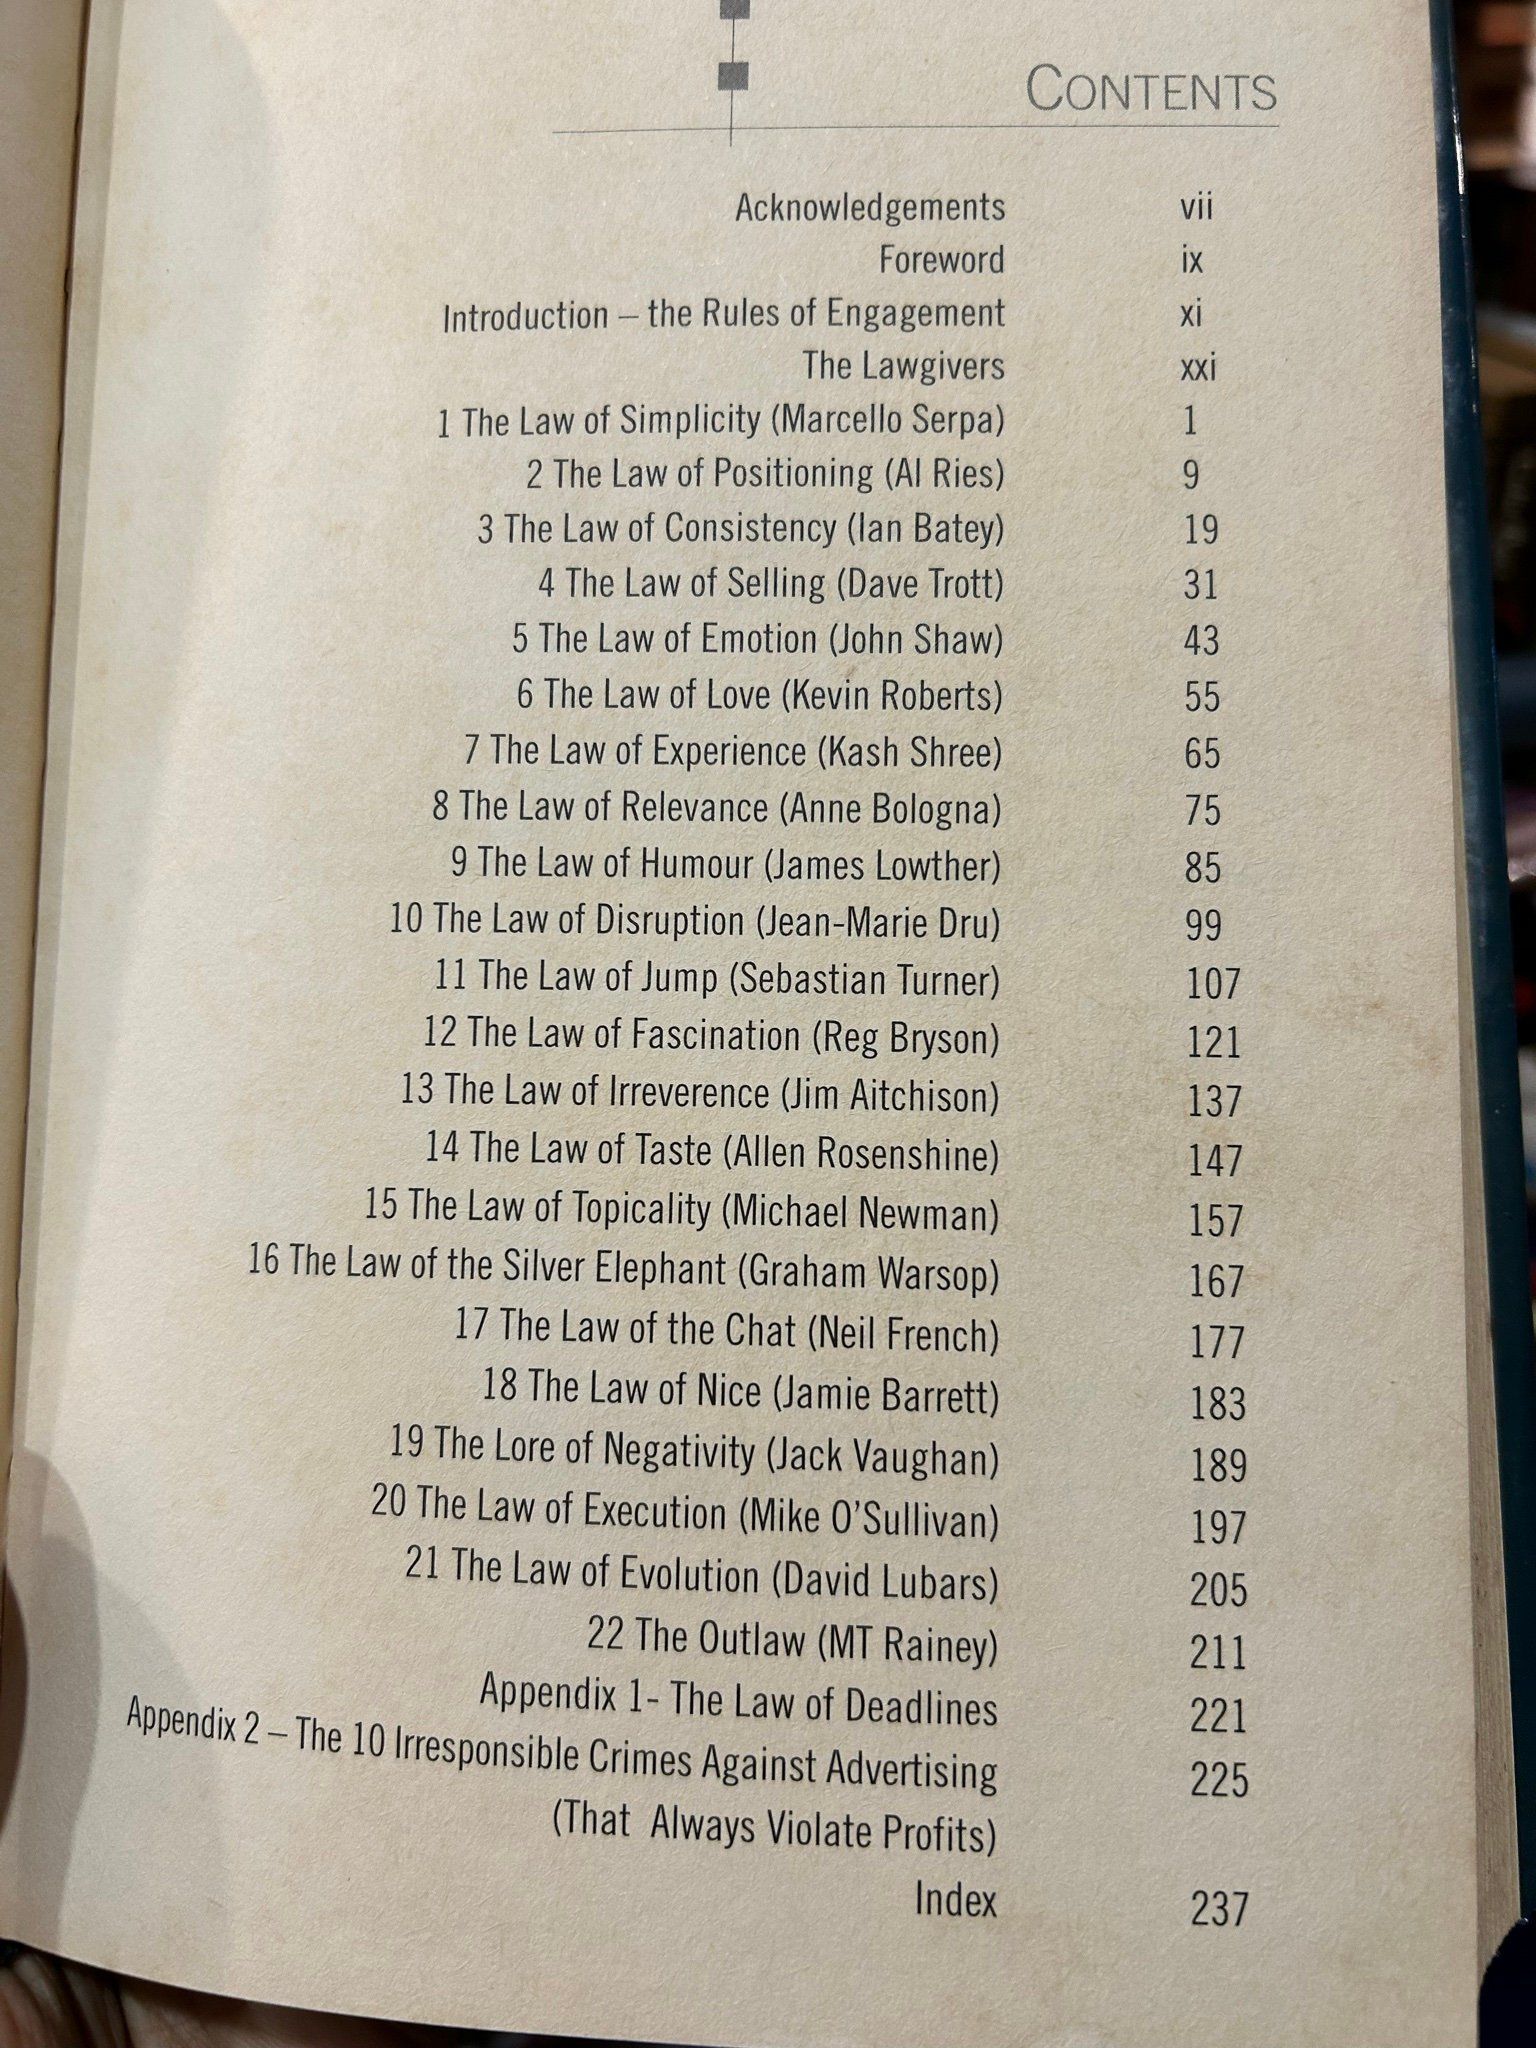 CONTENTS
Acknowledgements vii
Foreword ix
Introduction – the Rules of Engagement xi
The Lawgivers xxi
1 The Law of Simplicity (Marcello Serpa) 1
2 The Law of Positioning (Al Ries) 9
3 The Law of Consistency (Ian Batey) 19
4 The Law of Selling (Dave Trott) 31
5 The Law of Emotion (John Shaw) 43
6 The Law of Love (Kevin Roberts) 55
7 The Law of Experience (Kash Shree) 65
8 The Law of Relevance (Anne Bologna) 75
9 The Law of Humour (James Lowther) 85
10 The Law of Disruption (Jean-Marie Dru) 99
11 The Law of Jump (Sebastian Turner) 107
12 The Law of Fascination (Reg Bryson) 121
13 The Law of Irreverence (Jim Aitchison) 137
14 The Law of Taste (Allen Rosenshine) 147
15 The Law of Topicality (Michael Newman) 157
16 The Law of the Silver Elephant (Graham Warsop) 167
17 The Law of the Chat (Neil French) 177
18 The Law of Nice (Jamie Barrett) 183
19 The Lore of Negativity (Jack Vaughan) 189
20 The Law of Execution (Mike O'Sullivan) 197
21 The Law of Evolution (David Lubars) 205
22 The Outlaw (MT Rainey) 211
Appendix 1- The Law of Deadlines 221
Appendix 2 – The 10 Irresponsible Crimes Against Advertising 225
(That Always Violate Profits)
Index 237